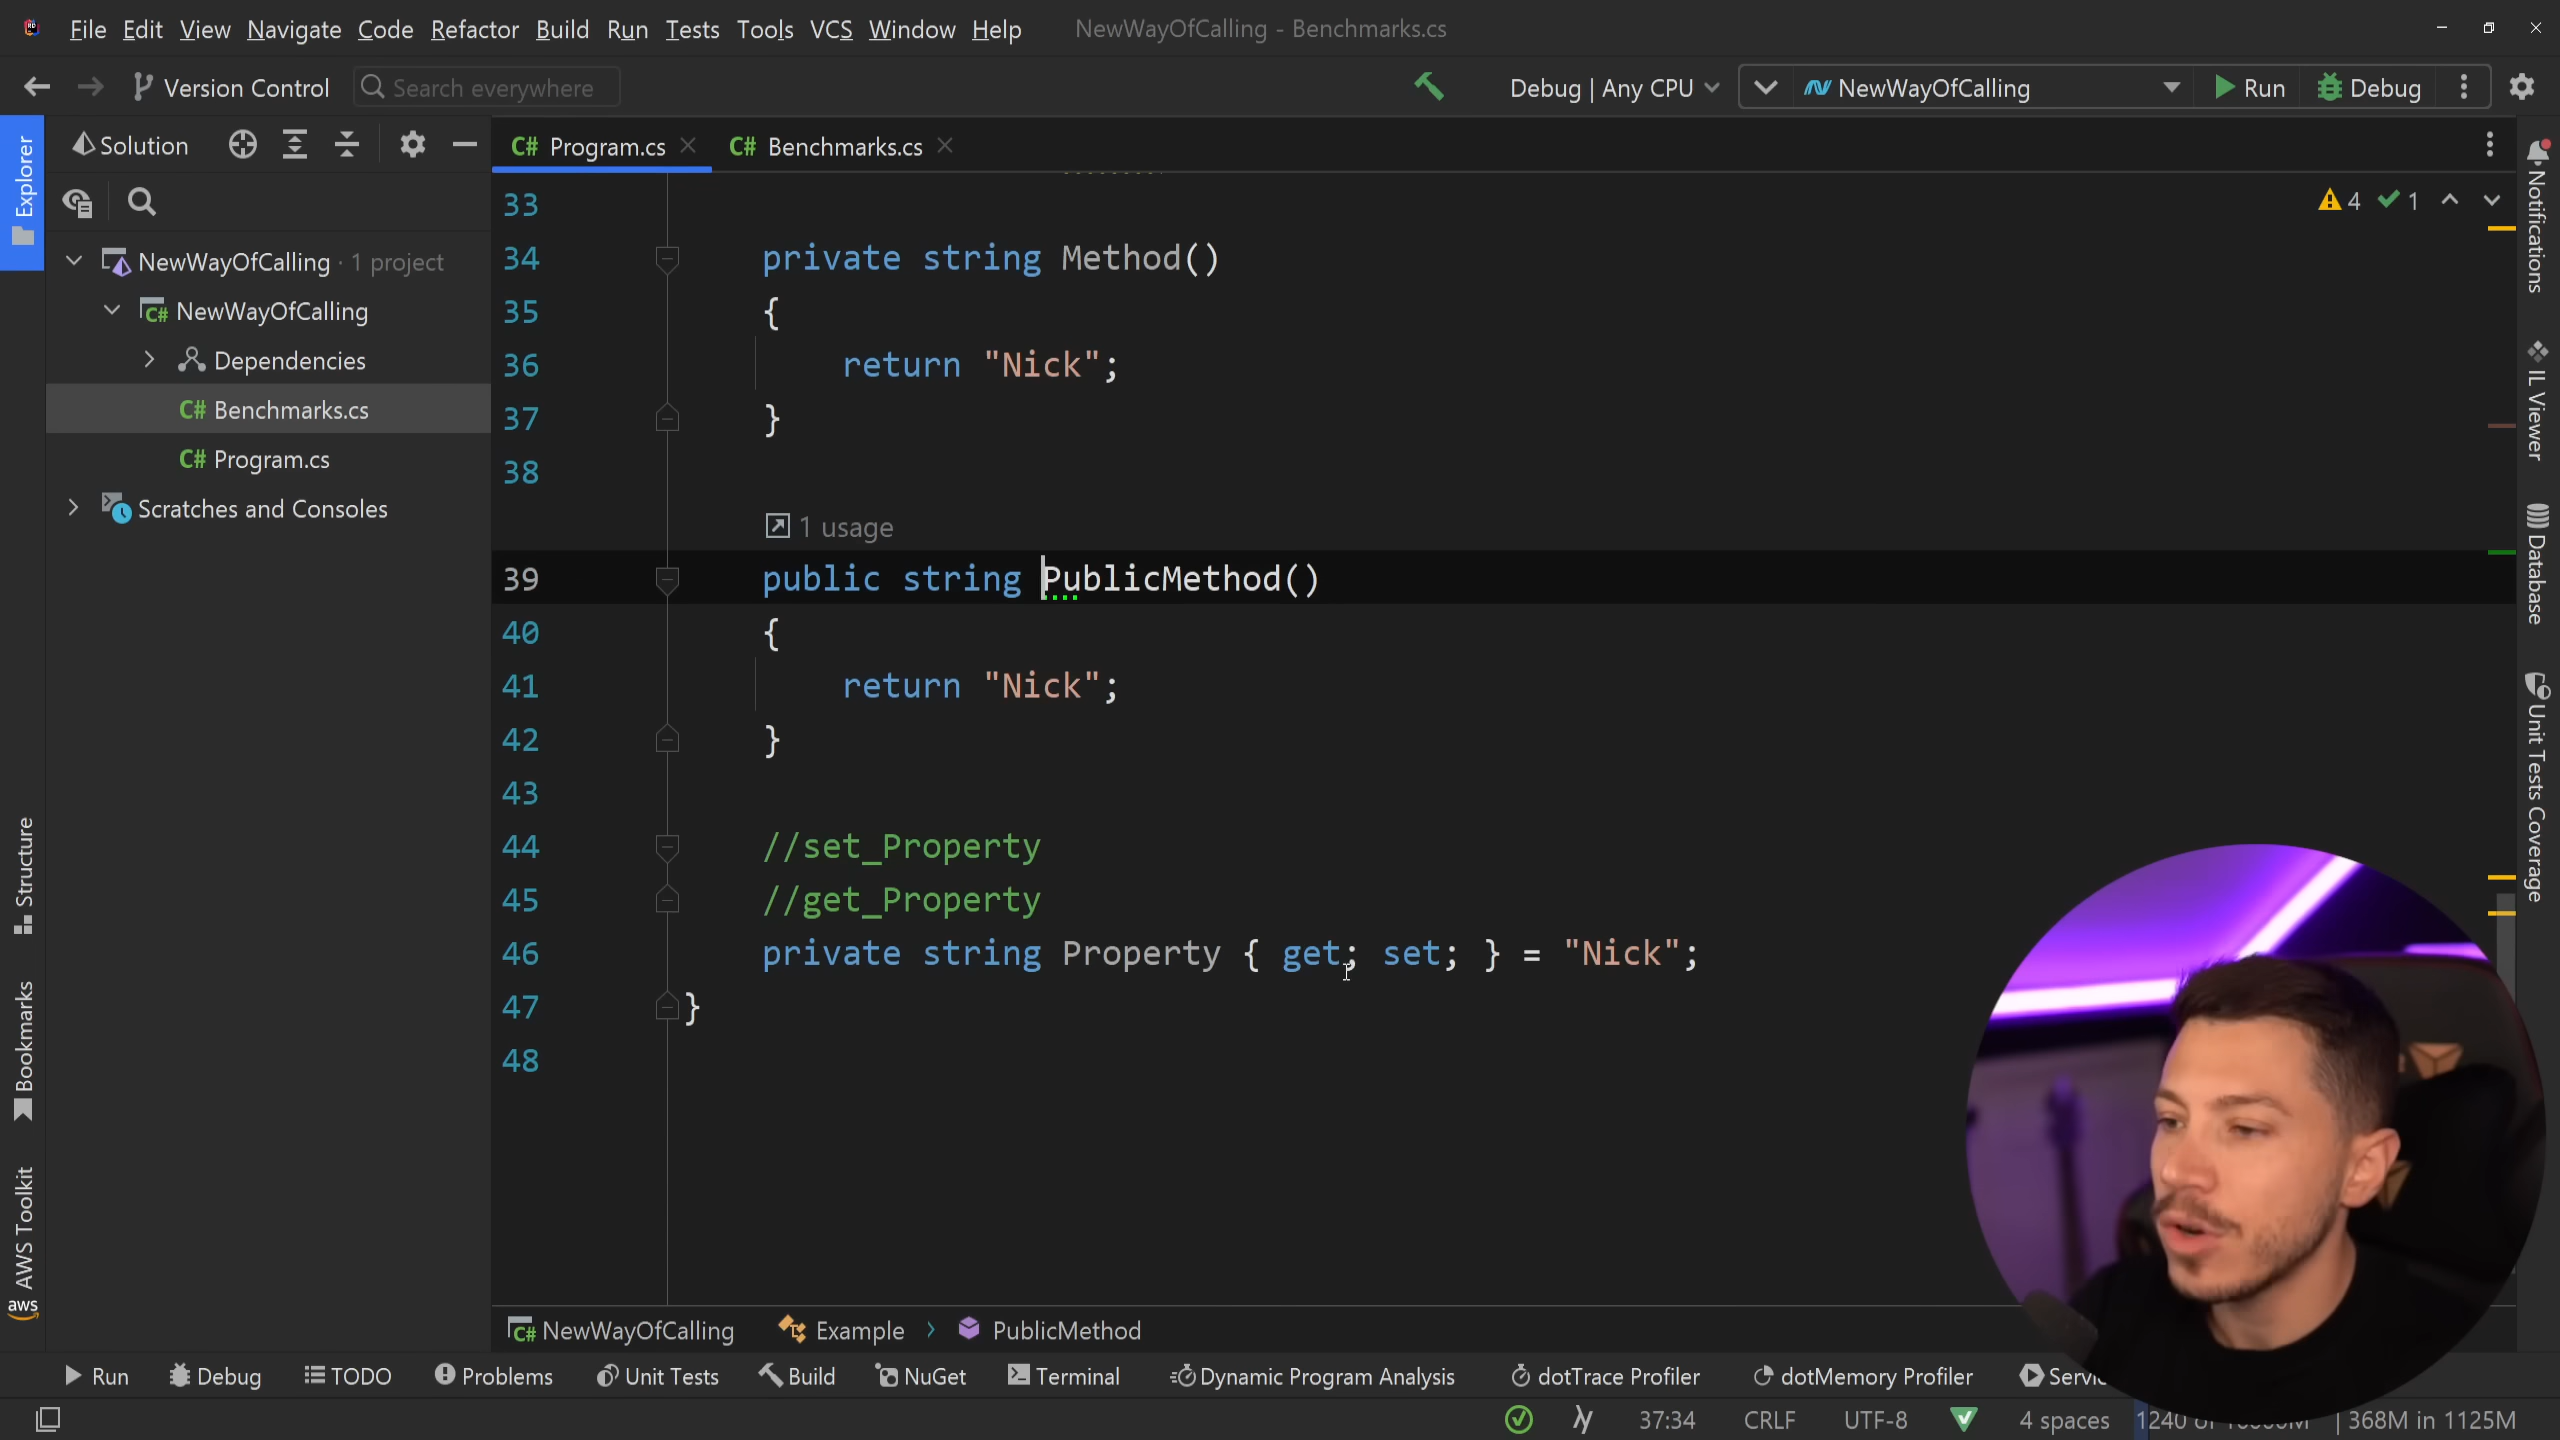 File Edit View Navigate Code Refactor Build Run Tests Tools VCS Window Help NewWayOfCalling - Benchmarks.cs
Version Control Search everywhere Debug | Any CPU NewWayOfCalling Run Debug
Explorer
Solution
C# Program.cs C# Benchmarks.cs
NewWayOfCalling · 1 project
NewWayOfCalling
Dependencies
C# Benchmarks.cs
C# Program.cs
Scratches and Consoles
Structure
Bookmarks
AWS Toolkit
aws
4 1
33
34 private string Method()
35 {
36 return "Nick";
37 }
38
1 usage
39 public string PublicMethod()
40 {
41 return "Nick";
42 }
43
44 //set_Property
45 //get_Property
46 private string Property { get; set; } = "Nick";
47 }
48
Notifications
IL Viewer
Database
Unit Tests Coverage
C# NewWayOfCalling Example PublicMethod
Run Debug TODO Problems Unit Tests Build NuGet Terminal Dynamic Program Analysis dotTrace Profiler dotMemory Profiler
37:34 CRLF UTF-8 4 spaces 1240 368M in 1125M